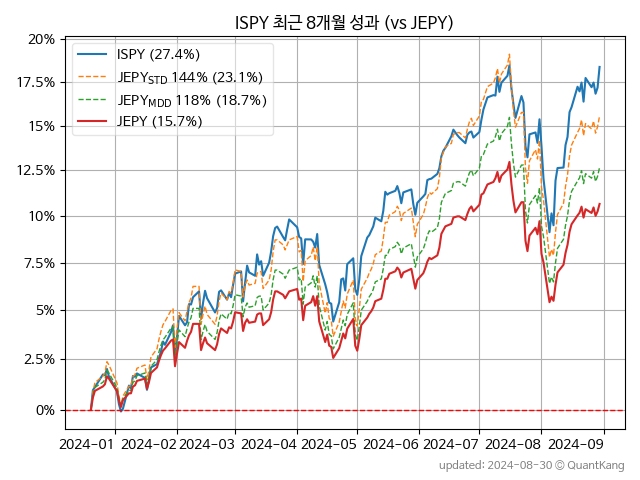 ISPY 최근 8개월 성과 (vs JEPY)
20%
17.5%
15%
12.5%
10%
7.5%
5%
2.5%
0%
ISPY (27.4%)
JEPYSTD 144% (23.1%)
JEPYMDD 118% (18.7%)
JEPY (15.7%)
2024-01 2024-02 2024-03 2024-04 2024-05 2024-06 2024-07 2024-08 2024-09
updated: 2024-08-30 © QuantKang